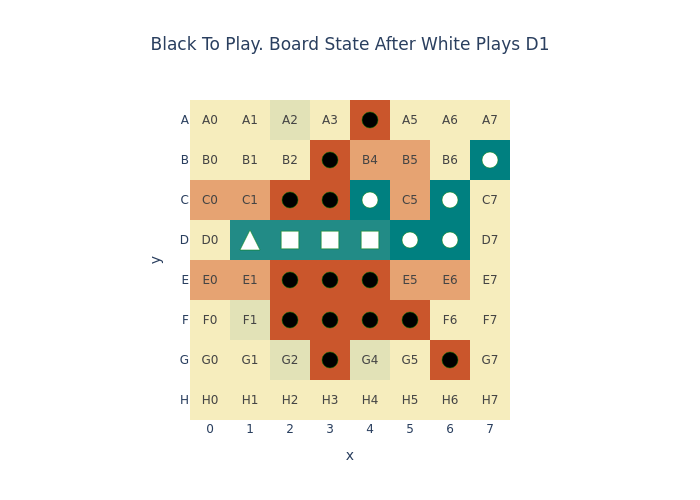 Black To Play. Board State After White Plays D1
A A0 A1 A2 A3 A5 A6 A7
B B0 B1 B2 B4 B5 B6
C C0 C1 C5 C7
D D0 D7
E E0 E1 E5 E6 E7
F F0 F1 F6 F7
G G0 G1 G2 G4 G5 G7
H H0 H1 H2 H3 H4 H5 H6 H7
0 1 2 3 4 5 6 7
x
y